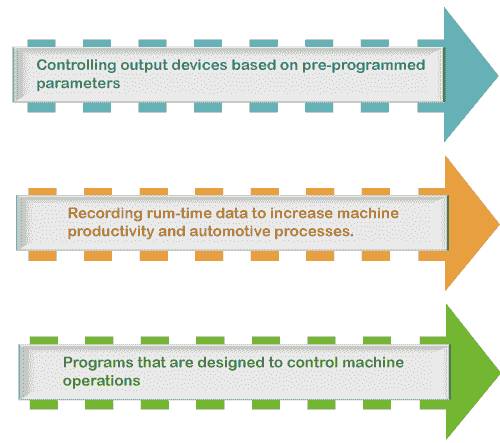 Controlling output devices based on pre-programmed
parameters
Recording rum-time data to increase machine
productivity and automotive processes.
Programs that are designed to control machine
operations